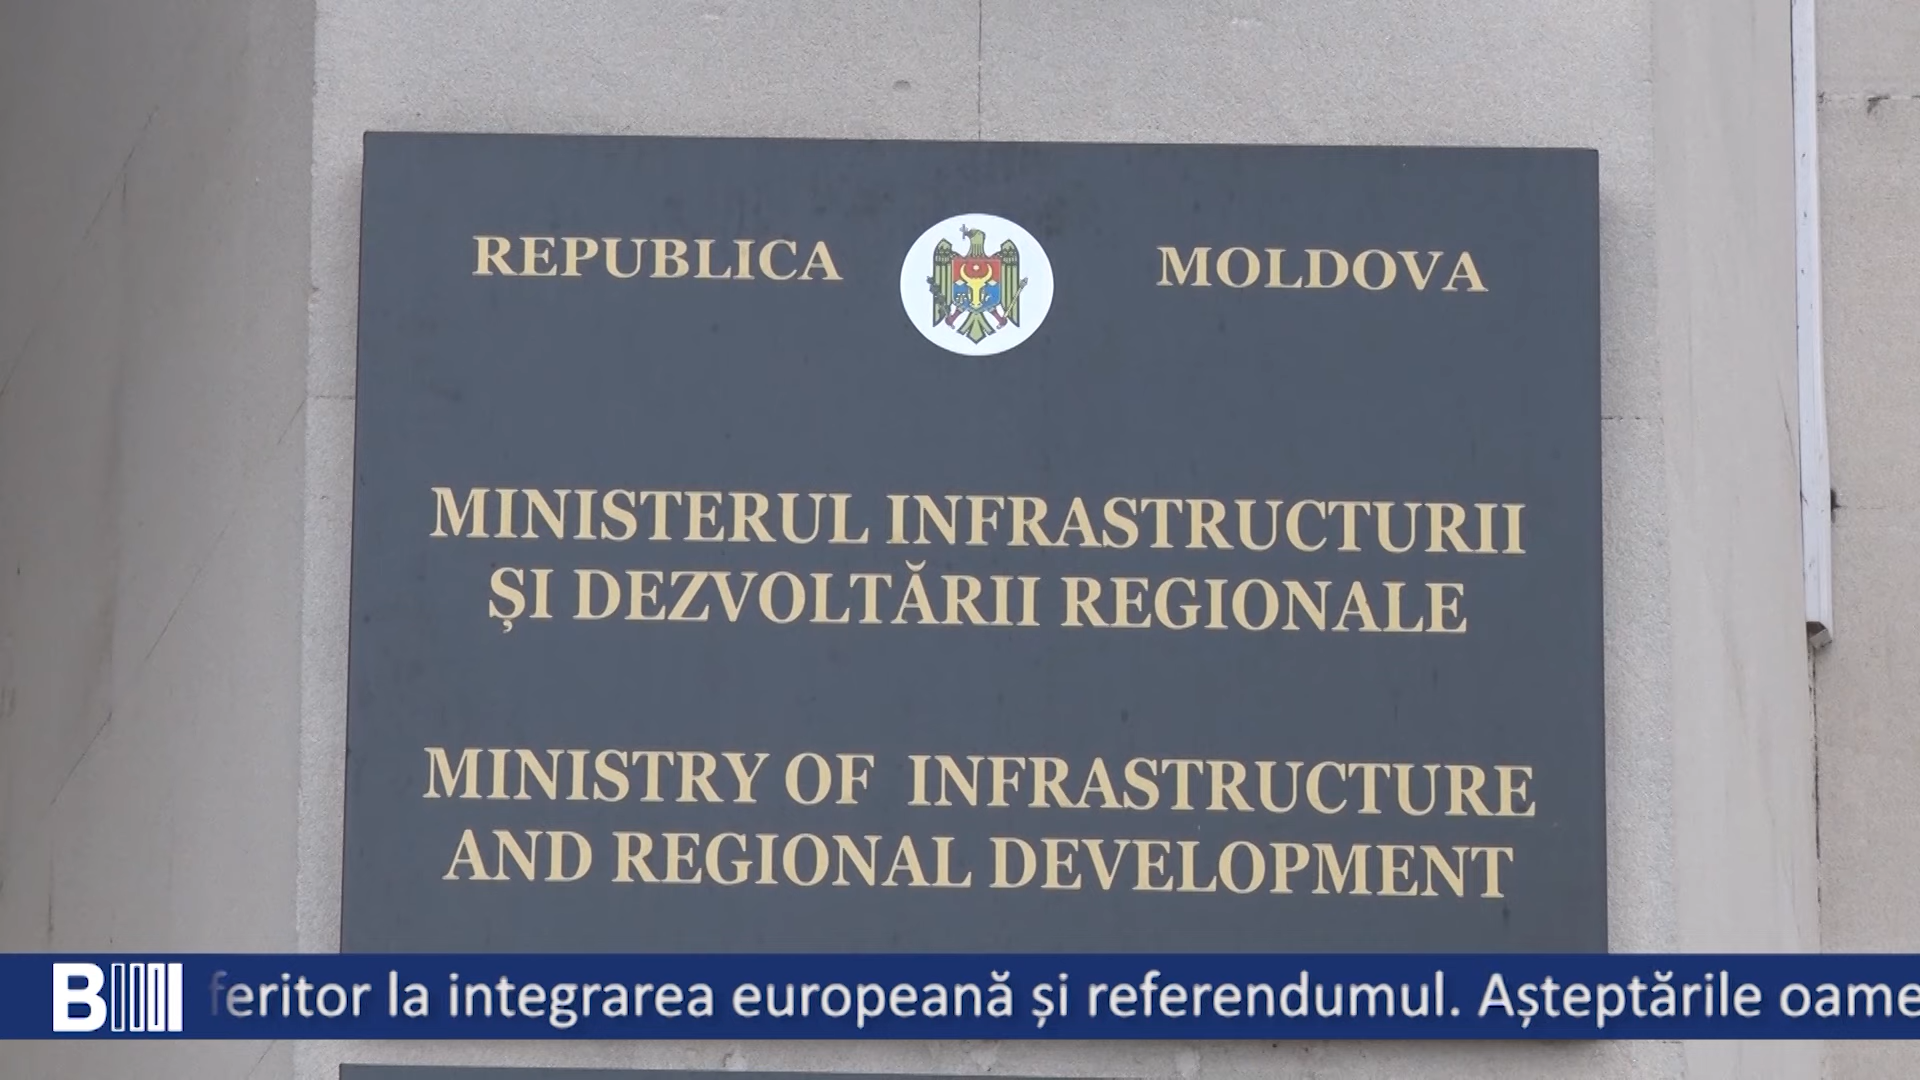 REPUBLICA MOLDOVA
MINISTERUL INFRASTRUCTURII
ȘI DEZVOLTĂRII REGIONALE
MINISTRY OF INFRASTRUCTURE
AND REGIONAL DEVELOPMENT
B feritor la integrarea europeană și referendumul. Așteptările oame